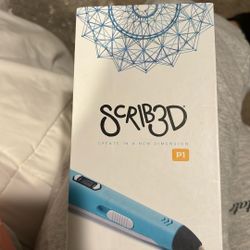 SCRIB3D
CREATE IN A NEW DIMENSION
P1